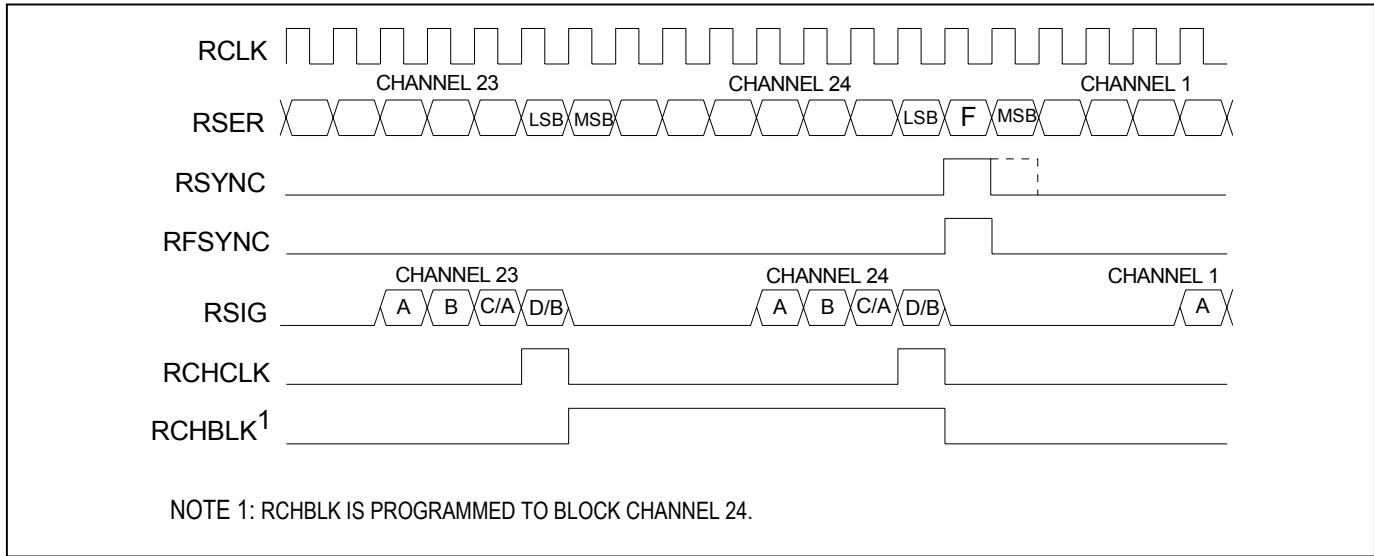 RCLK
CHANNEL 23 CHANNEL 24 CHANNEL 1
RSER LSB MSB LSB F MSB
RSYNC
RFSYNC
CHANNEL 23 CHANNEL 24 CHANNEL 1
RSIG A B C/A D/B A B C/A D/B A
RCHCLK
RCHBLK1
NOTE 1: RCHBLK IS PROGRAMMED TO BLOCK CHANNEL 24.